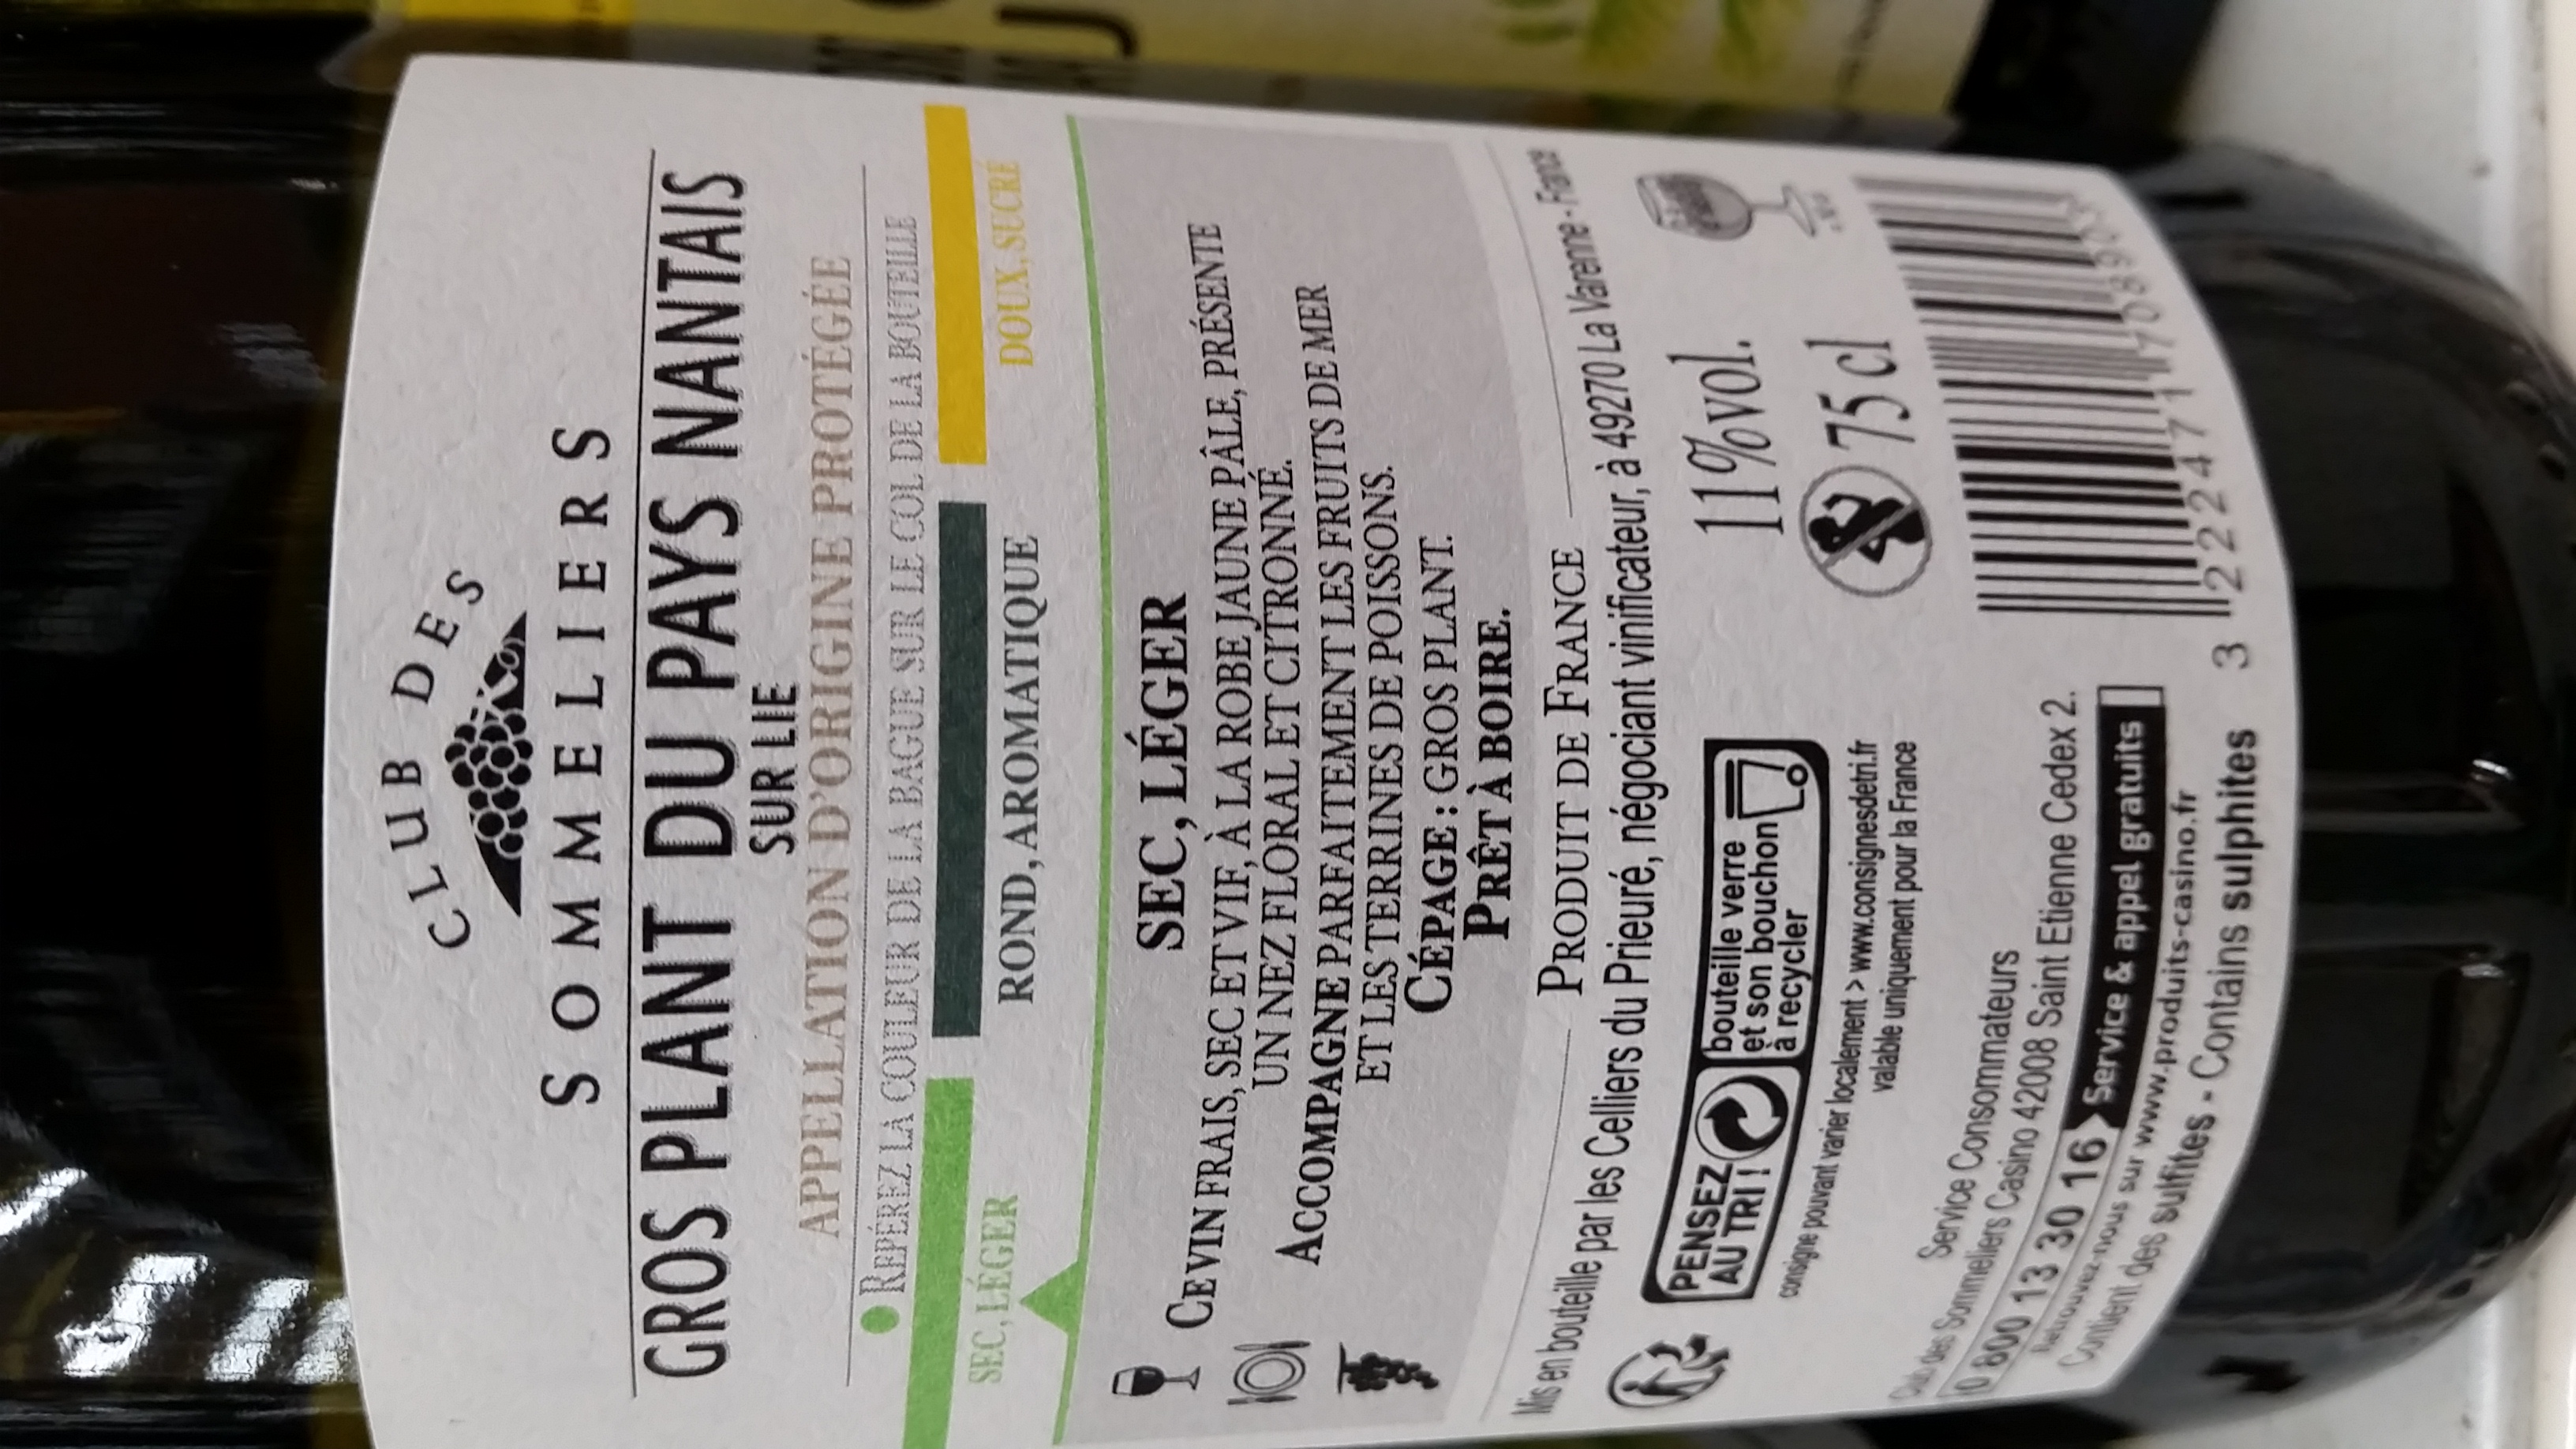 CLUB DES
SOMMELIERS
GROS PLANT DU PAYS NANTAIS
SUR LIE
APPELLATION D'ORIGINE PROTÉGÉE
REPÉREZ LA COULEUR DE LA BAGUE SUR LE COL DE LA BOUTEILLE
SEC, LÉGER
ROND, AROMATIQUE
DOUX, SUCRÉ
SEC, LÉGER
CE VIN FRAIS, SEC ET VIF, À LA ROBE JAUNE PÂLE, PRÉSENTE
UN NEZ FLORAL ET CITRONNÉ.
ACCOMPAGNE PARFAITEMENT LES FRUITS DE MER
ET LES TERRINES DE POISSONS.
CÉPAGE : GROS PLANT.
PRÊT À BOIRE.
PRODUIT DE FRANCE
Mis en bouteille par les Celliers du Prieuré, négociant vinificateur, à 49270 La Varenne - France
PENSEZ
AU TRI !
bouteille verre
et son bouchon
à recycler
consigne pouvant varier localement > www.consignesdetri.fr
valable uniquement pour la France
11%vol.
75 cl
Service Consommateurs
Club des Sommeliers Casino 42008 Saint Etienne Cedex 2.
0 800 13 30 16
Service & appel gratuits
Retrouvez-nous sur www.produits-casino.fr
Contient des sulfites - Contains sulphites
3 222471 708903